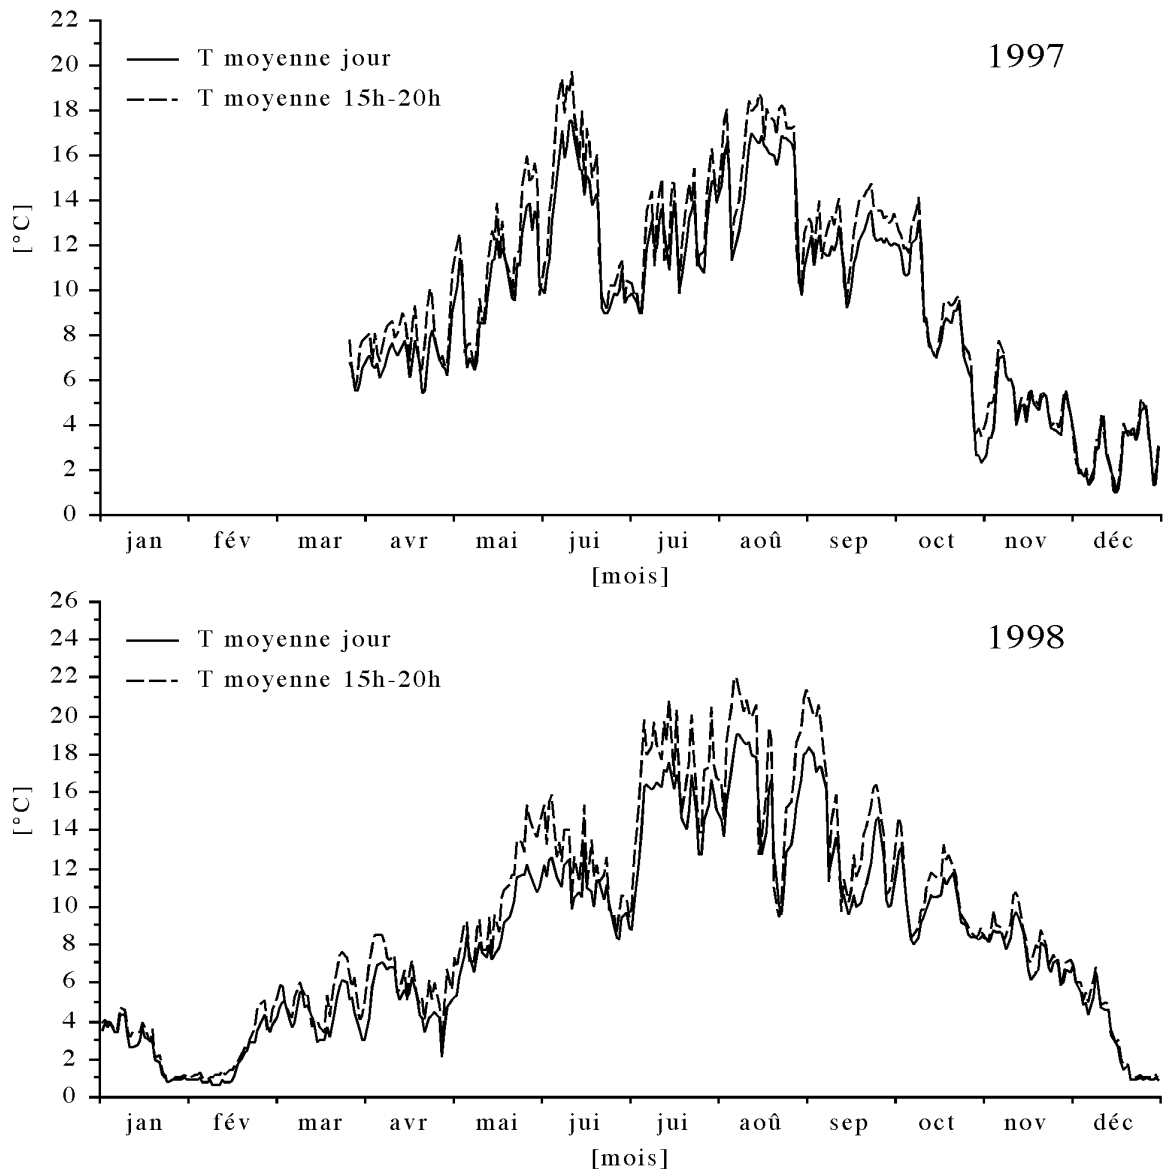 22
20
18
16
14
12
10
8
6
4
2
0
[°C]
T moyenne jour
T moyenne 15h-20h
1997
jan fév mar avr mai jui jui aoû sep oct nov déc
[mois]
26
24
22
20
18
16
14
12
10
8
6
4
2
0
[°C]
T moyenne jour
T moyenne 15h-20h
1998
jan fév mar avr mai jui jui aoû sep oct nov déc
[mois]